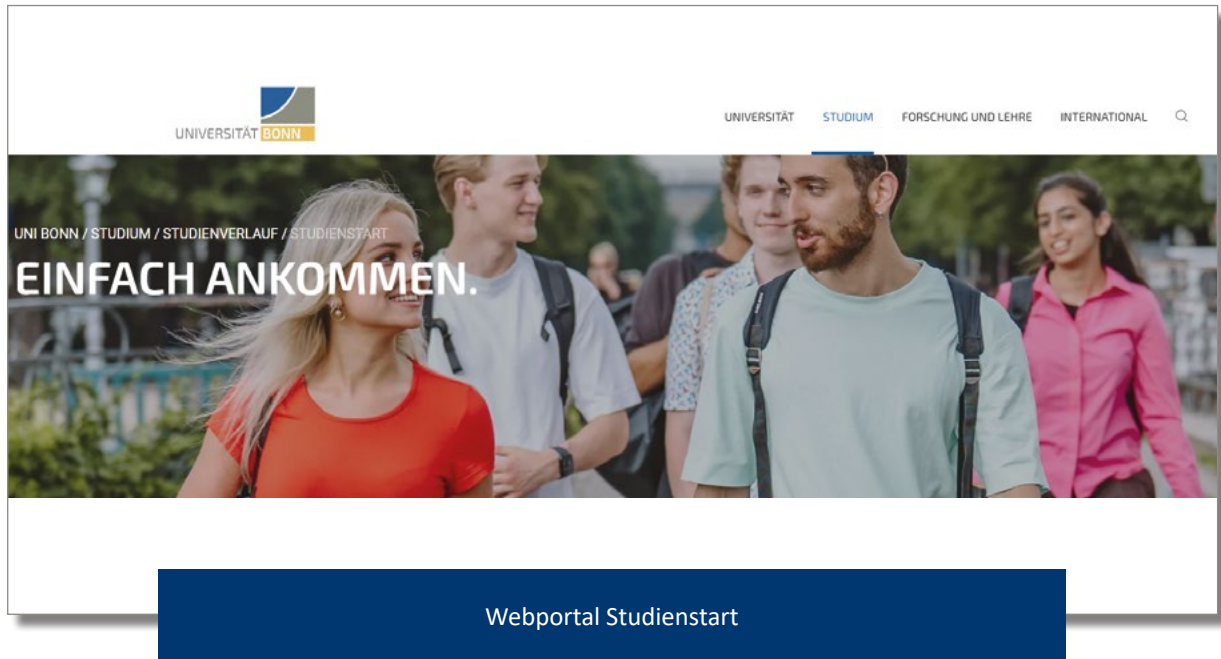 UNIVERSITÄT BONN
UNIVERSITÄT STUDIUM FORSCHUNG UND LEHRE INTERNATIONAL
UNI BONN / STUDIUM / STUDIENVERLAUF / STUDIENSTART
EINFACH ANKOMMEN.
Webportal Studienstart